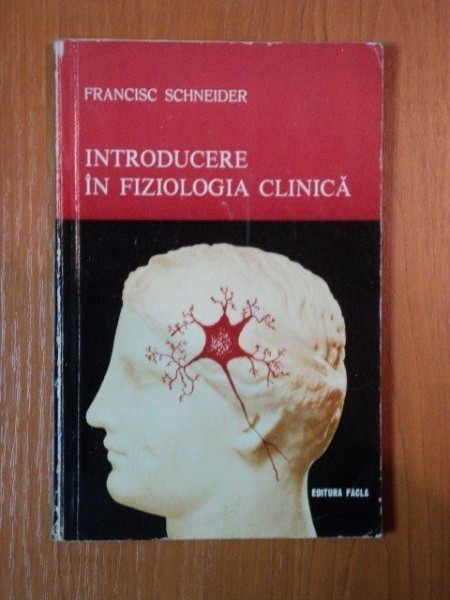 FRANCISC SCHNEIDER
INTRODUCERE
ÎN FIZIOLOGIA CLINICĂ
EDITURA FACLA